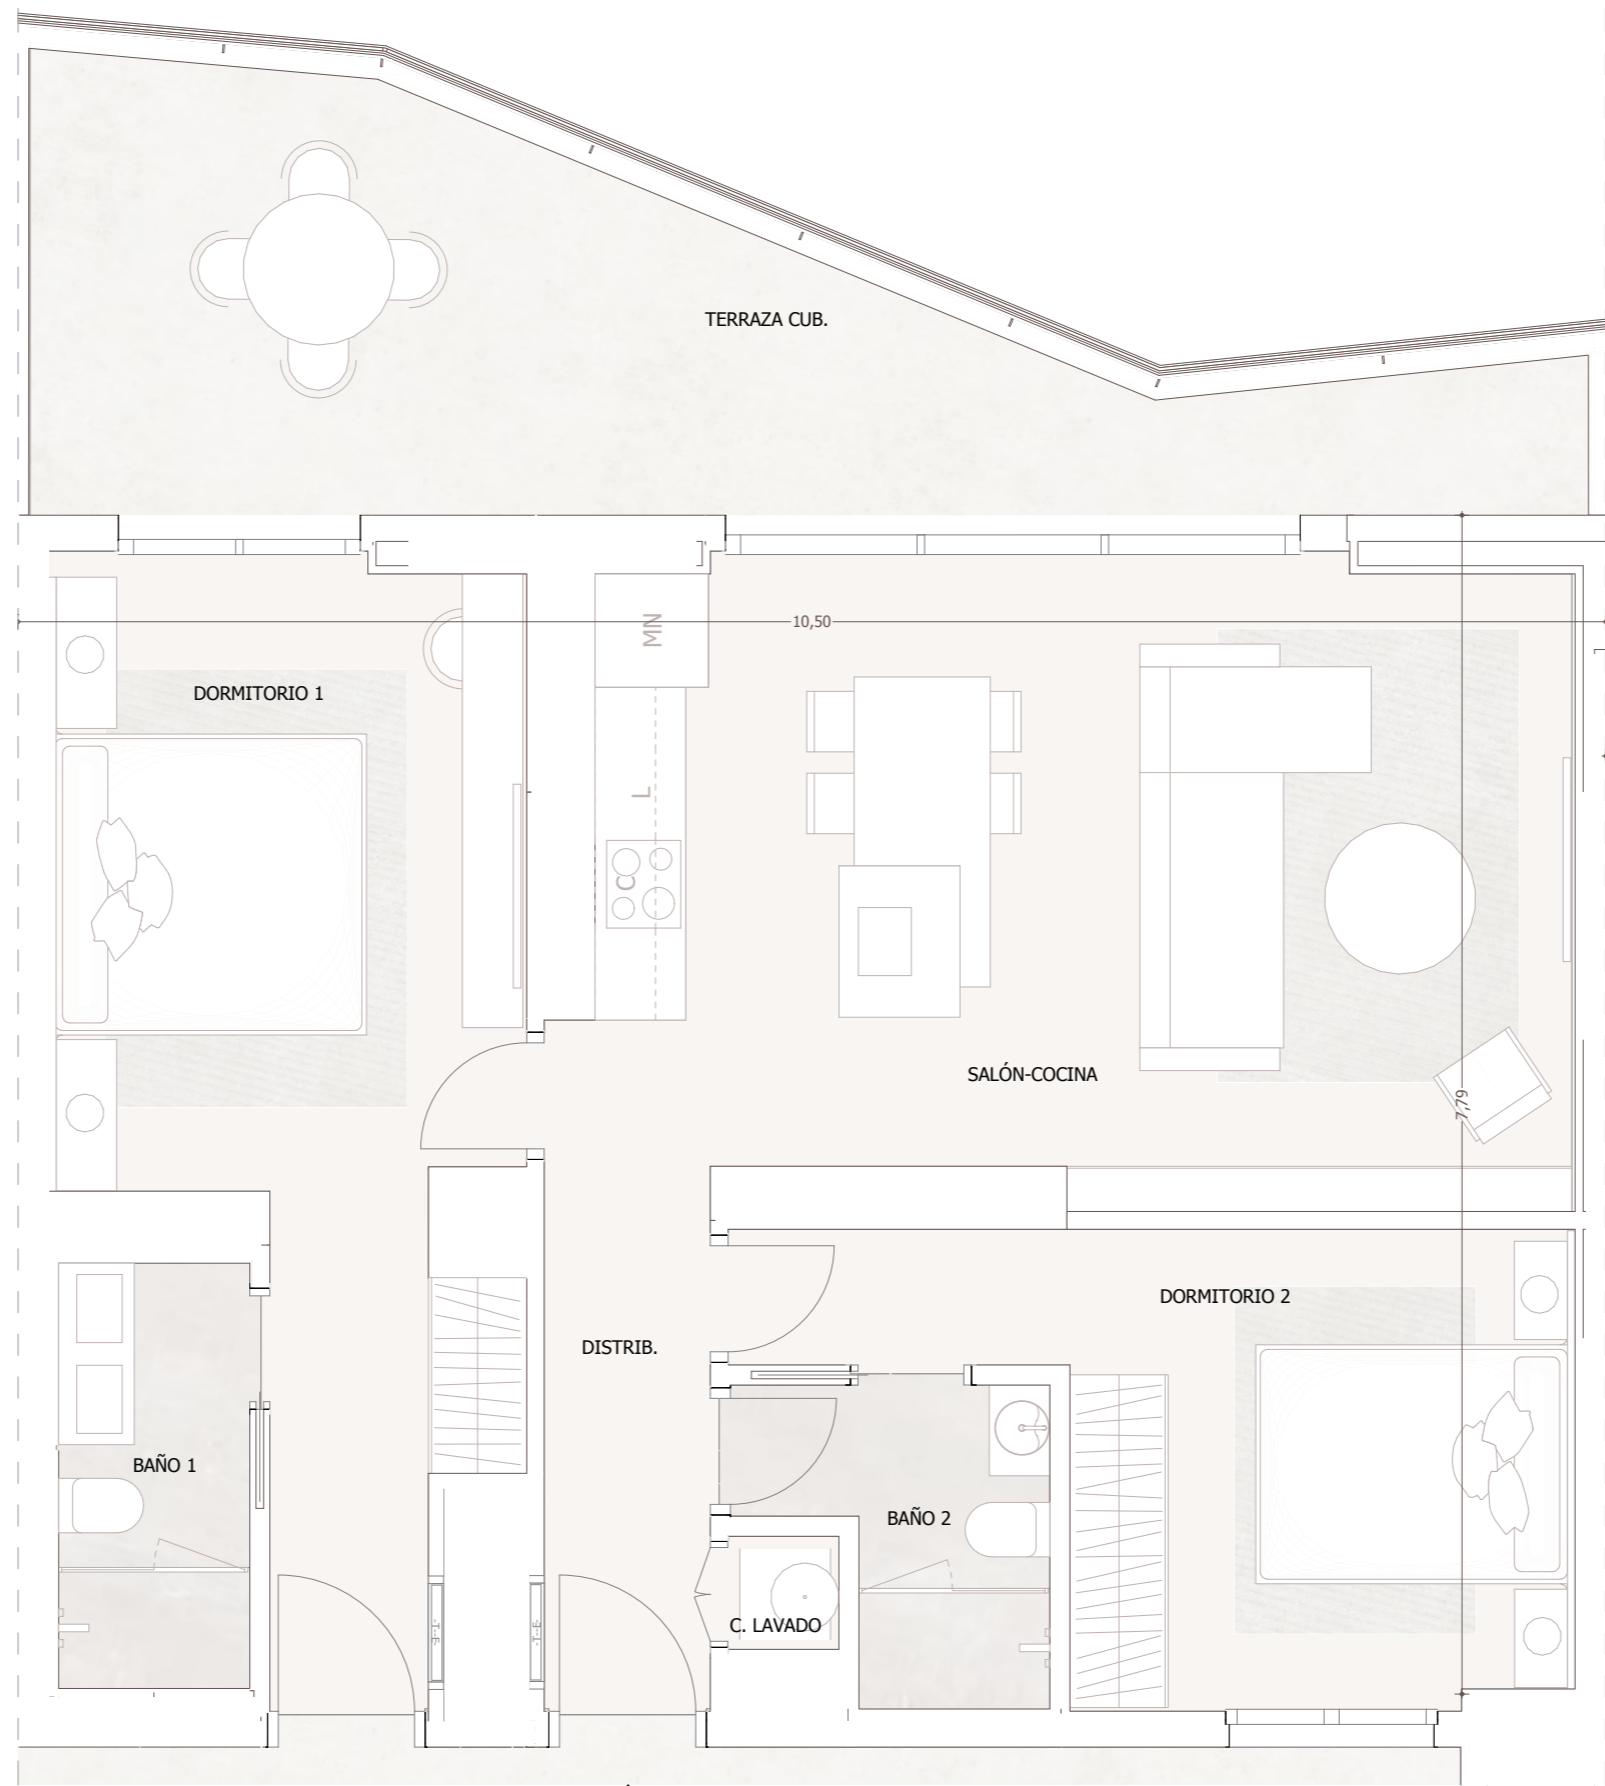 TERRAZA CUB.
10,50
MN
DORMITORIO 1
L
C
SALÓN-COCINA
7,79
DORMITORIO 2
DISTRIB.
BAÑO 1
BAÑO 2
C. LAVADO
-T--E-
-T--E-